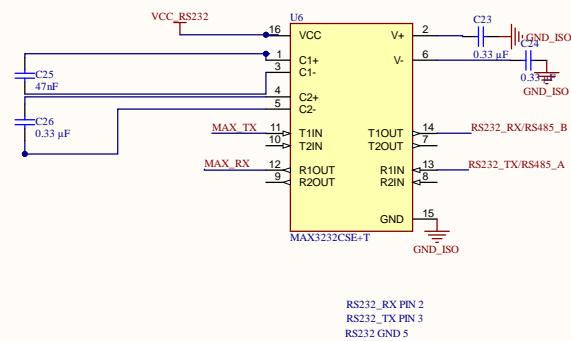 VCC_RS232
U6
16 VCC V+ 2
C23
GND_ISO
0.33 µF
1 C1+ V- 6
C24
0.33 µF
GND_ISO
3 C1-
C25
47nF
4 C2+
5 C2-
C26
0.33 µF
MAX_TX 11 T1IN T1OUT 14 RS232_RX/RS485_B
10 T2IN T2OUT 7
MAX_RX 12 R1OUT R1IN 13 RS232_TX/RS485_A
9 R2OUT R2IN 8
GND 15
MAX3232CSE+T
GND_ISO
RS232_RX PIN 2
RS232_TX PIN 3
RS232 GND 5